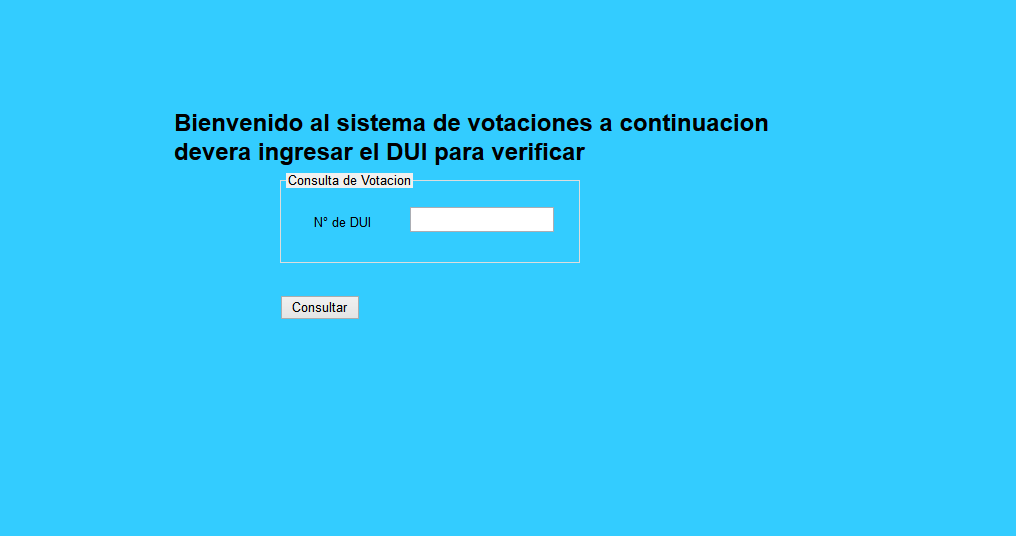 Bienvenido al sistema de votaciones a continuacion
devera ingresar el DUI para verificar
Consulta de Votacion
N° de DUI
Consultar